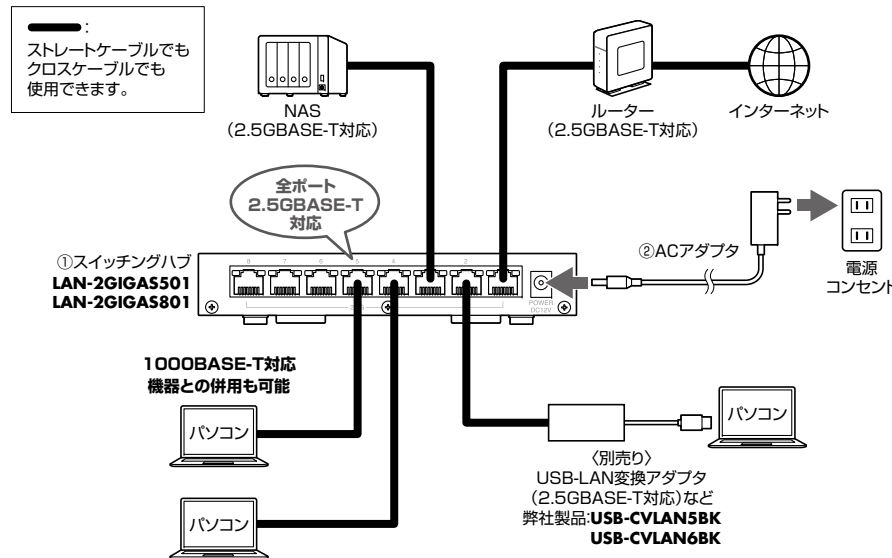 :
ストレートケーブルでも
クロスケーブルでも
使用できます。
NAS
(2.5GBASE-T対応)
ルーター
(2.5GBASE-T対応)
インターネット
全ポート
2.5GBASE-T
対応
①スイッチングハブ
LAN-2GIGAS501
LAN-2GIGAS801
8 7 6 5 4 2
POWER
DC12V
②ACアダプタ
電源
コンセント
1000BASE-T対応
機器との併用も可能
パソコン
パソコン
パソコン
〈別売り〉
USB-LAN変換アダプタ
(2.5GBASE-T対応)など
弊社製品:USB-CVLAN5BK
USB-CVLAN6BK